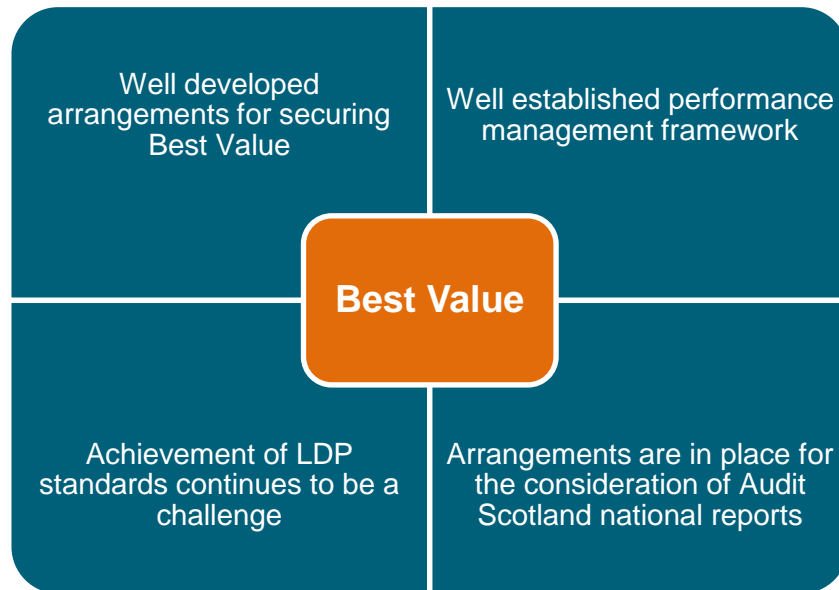 Well developed
arrangements for securing
Best Value
Well established performance
management framework
Best Value
Achievement of LDP
standards continues to be a
challenge
Arrangements are in place for
the consideration of Audit
Scotland national reports